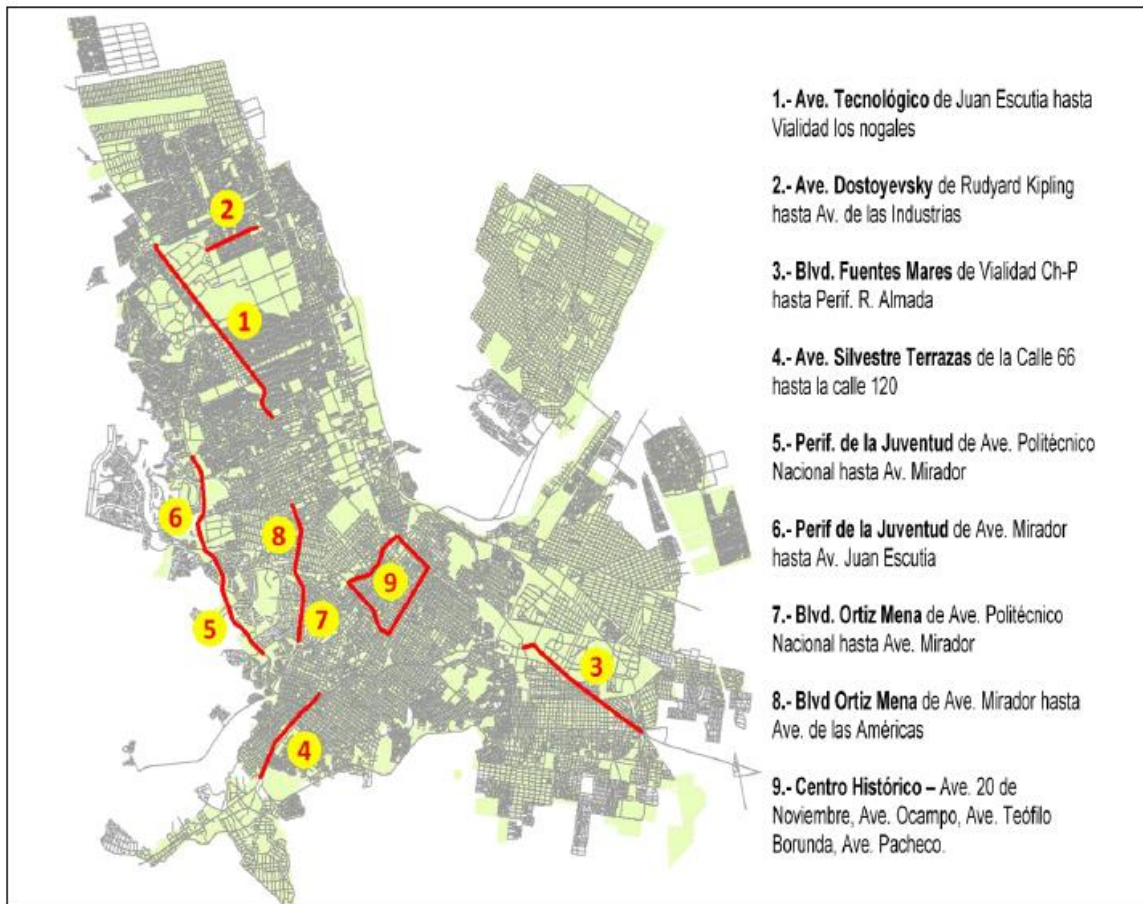 1.- Ave. Tecnológico de Juan Escutia hasta
Vialidad los nogales
2.- Ave. Dostoyevsky de Rudyard Kipling
hasta Av. de las Industrias
3.- Blvd. Fuentes Mares de Vialidad Ch-P
hasta Perif. R. Almada
4.- Ave. Silvestre Terrazas de la Calle 66
hasta la calle 120
5.- Perif. de la Juventud de Ave. Politécnico
Nacional hasta Av. Mirador
6.- Perif de la Juventud de Ave. Mirador
hasta Av. Juan Escutia
7.- Blvd. Ortiz Mena de Ave. Politécnico
Nacional hasta Ave. Mirador
8.- Blvd Ortiz Mena de Ave. Mirador hasta
Ave. de las Américas
9.- Centro Histórico – Ave. 20 de
Noviembre, Ave. Ocampo, Ave. Teófilo
Borunda, Ave. Pacheco.
2
1
6
8
9
5
7
3
4